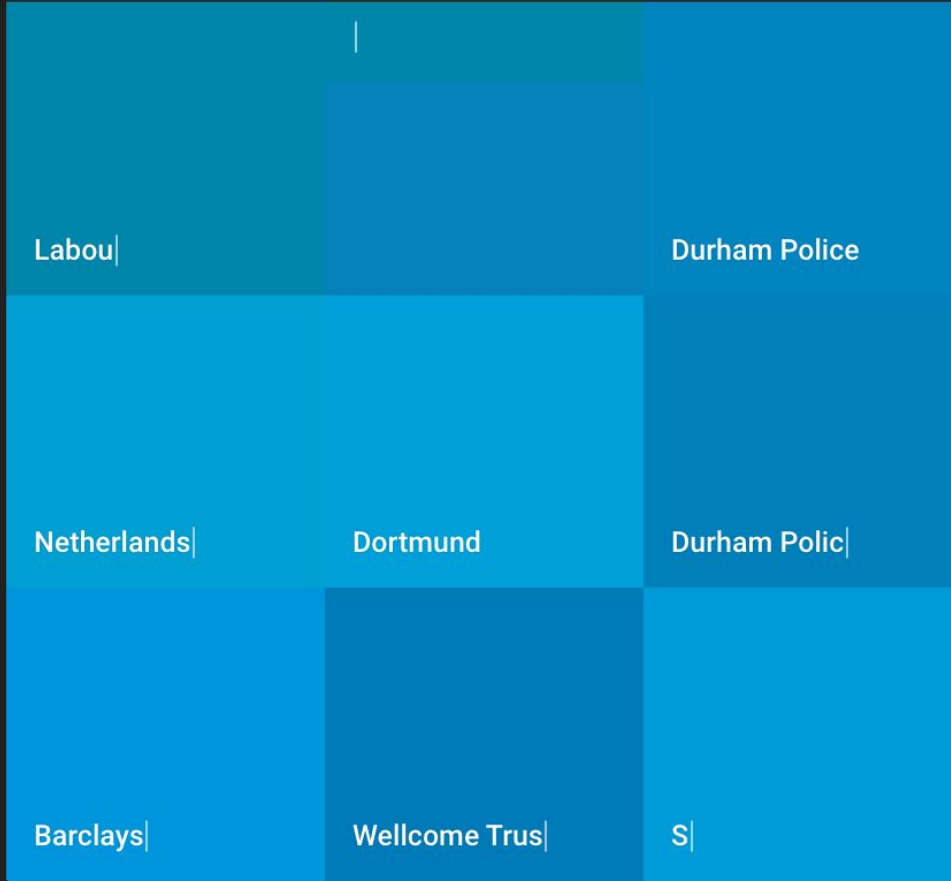 Labou
Durham Police
Netherlands
Dortmund
Durham Polic
Barclays
Wellcome Trus
S